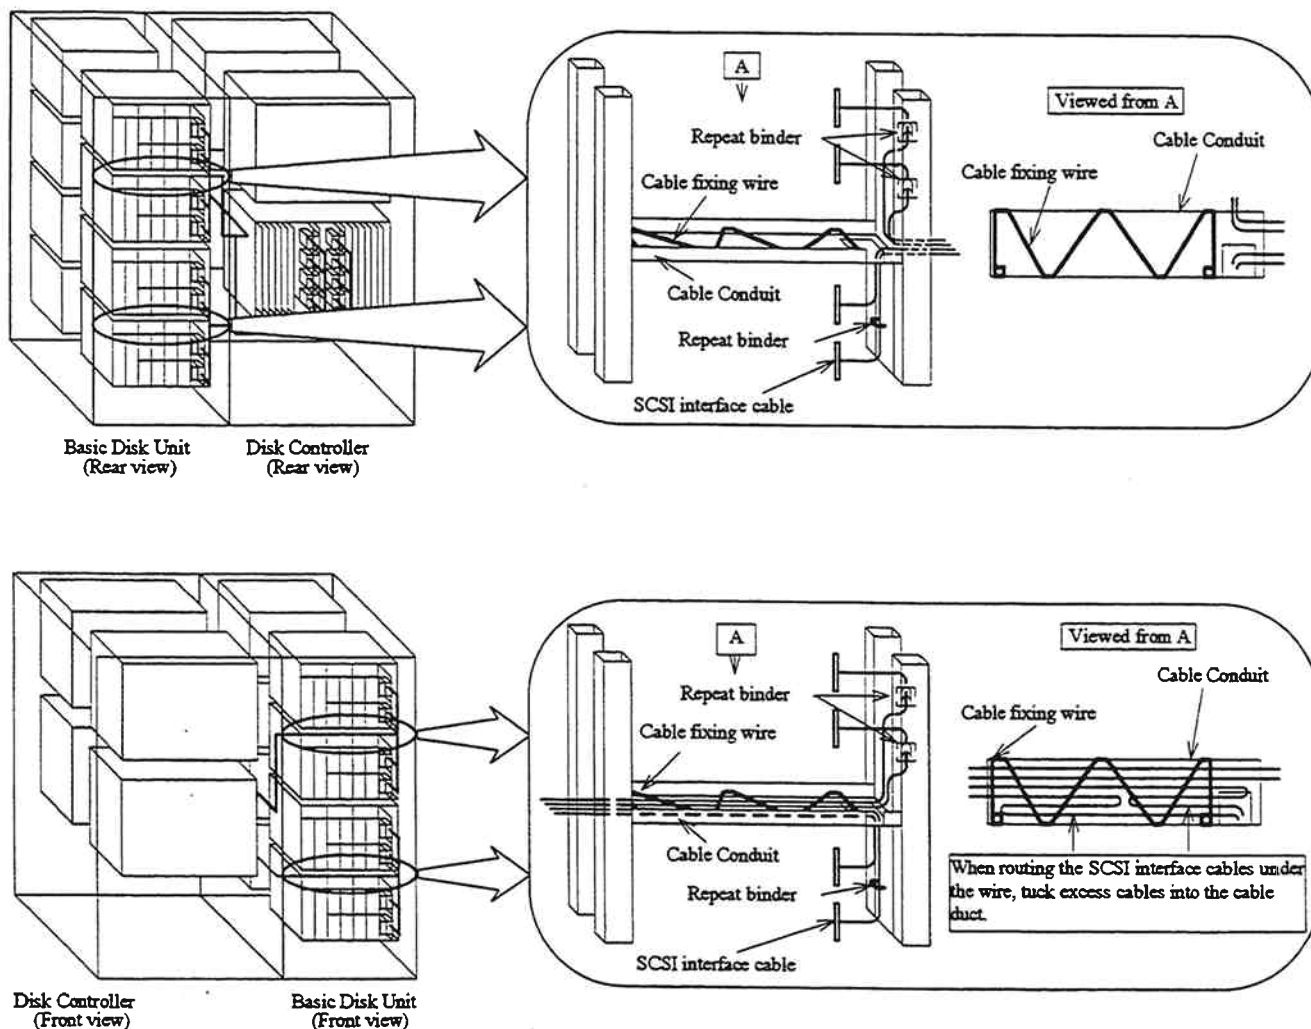 A
Viewed from A
Repeat binder
Cable Conduit
Cable fixing wire
Cable fixing wire
Cable Conduit
Repeat binder
SCSI interface cable
Basic Disk Unit
(Rear view)
Disk Controller
(Rear view)
A
Viewed from A
Repeat binder
Cable Conduit
Cable fixing wire
Cable fixing wire
Cable Conduit
Repeat binder
When routing the SCSI interface cables under
the wire, tuck excess cables into the cable
duct.
SCSI interface cable
Disk Controller
(Front view)
Basic Disk Unit
(Front view)